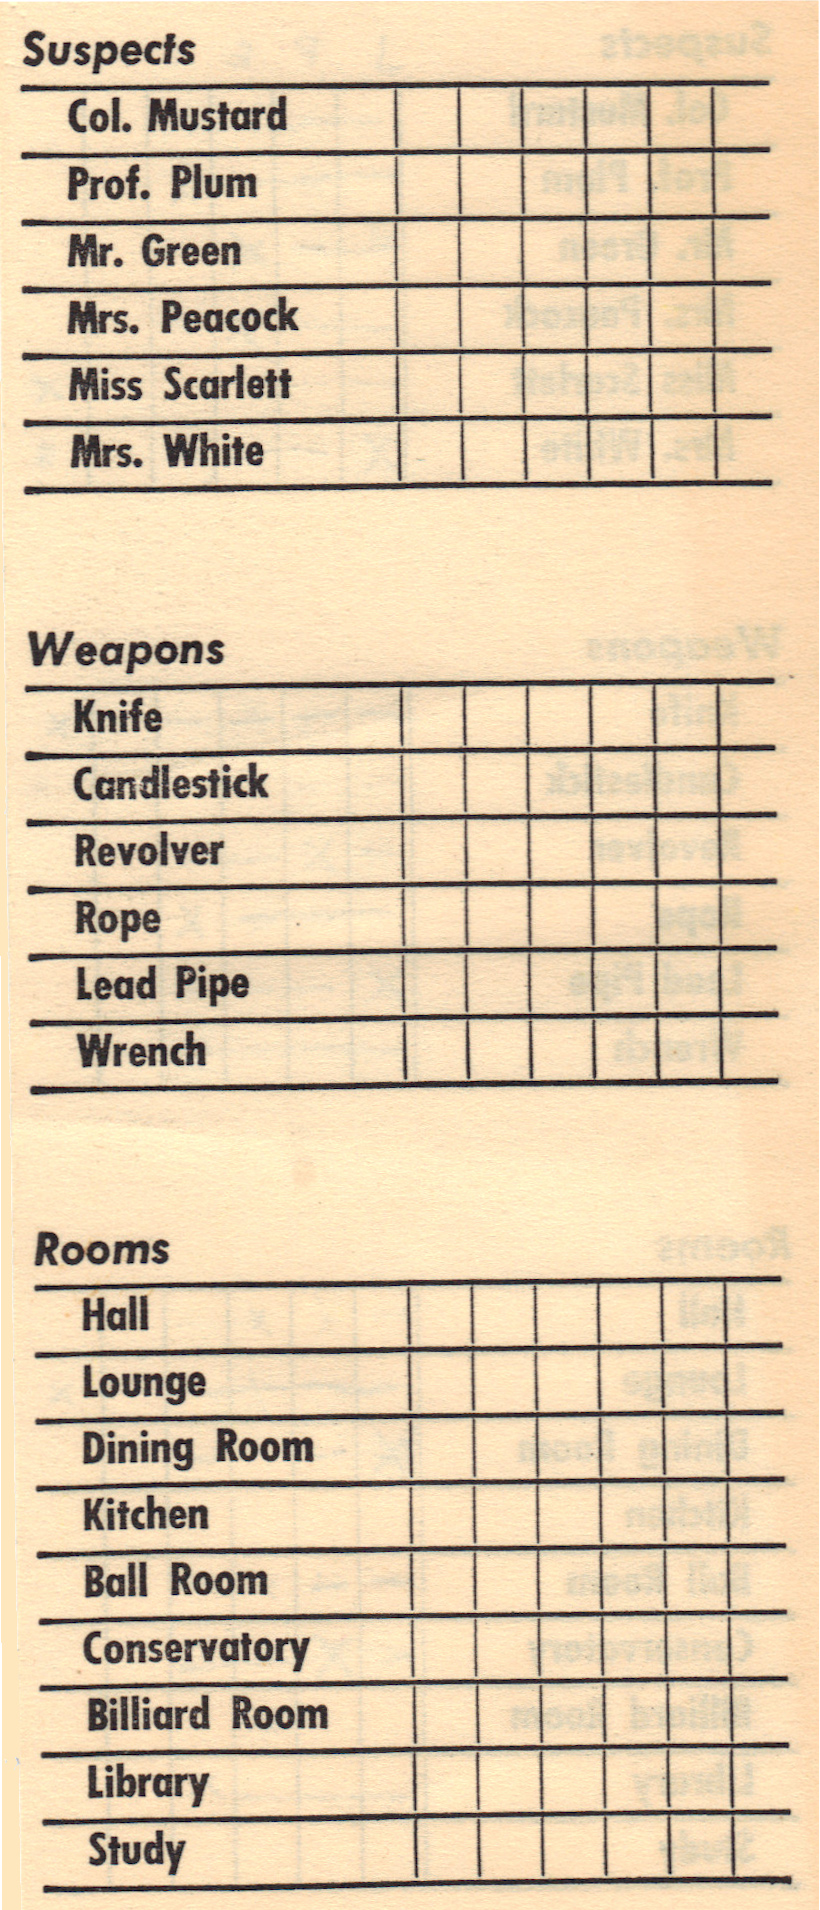 Suspects
Col. Mustard
Prof. Plum
Mr. Green
Mrs. Peacock
Miss Scarlett
Mrs. White
Weapons
Knife
Candlestick
Revolver
Rope
Lead Pipe
Wrench
Rooms
Hall
Lounge
Dining Room
Kitchen
Ball Room
Conservatory
Billiard Room
Library
Study